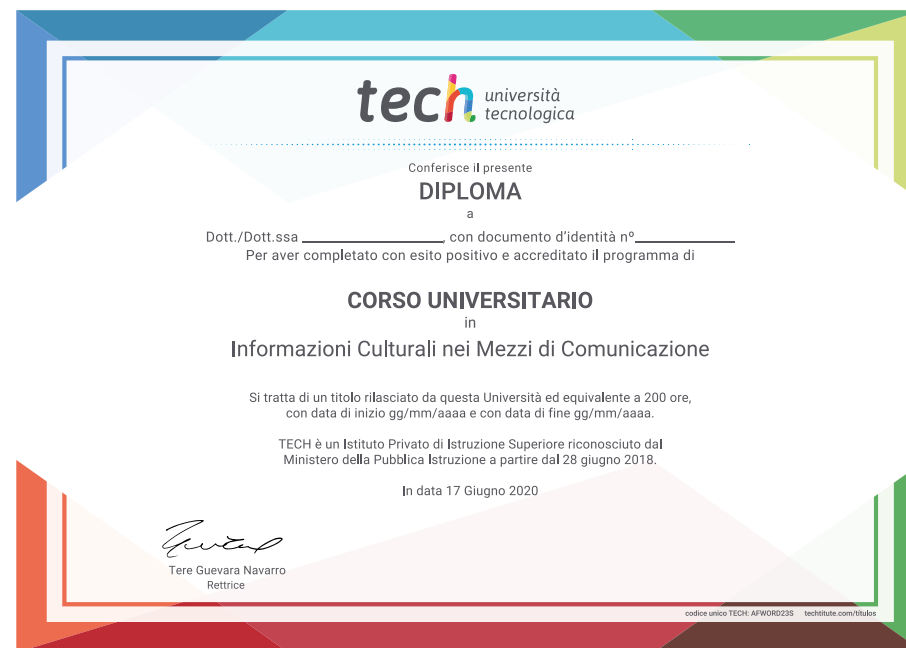 tech università
tecnologica
Conferisce il presente
DIPLOMA
a
Dott./Dott.ssa ____________________, con documento d'identità nº______________
Per aver completato con esito positivo e accreditato il programma di
CORSO UNIVERSITARIO
in
Informazioni Culturali nei Mezzi di Comunicazione
Si tratta di un titolo rilasciato da questa Università ed equivalente a 200 ore,
con data di inizio gg/mm/aaaa e con data di fine gg/mm/aaaa.
TECH è un Istituto Privato di Istruzione Superiore riconosciuto dal
Ministero della Pubblica Istruzione a partire dal 28 giugno 2018.
In data 17 Giugno 2020
Tere Guevara Navarro
Rettrice
codice unico TECH: AFWORD23S techtitute.com/titulos